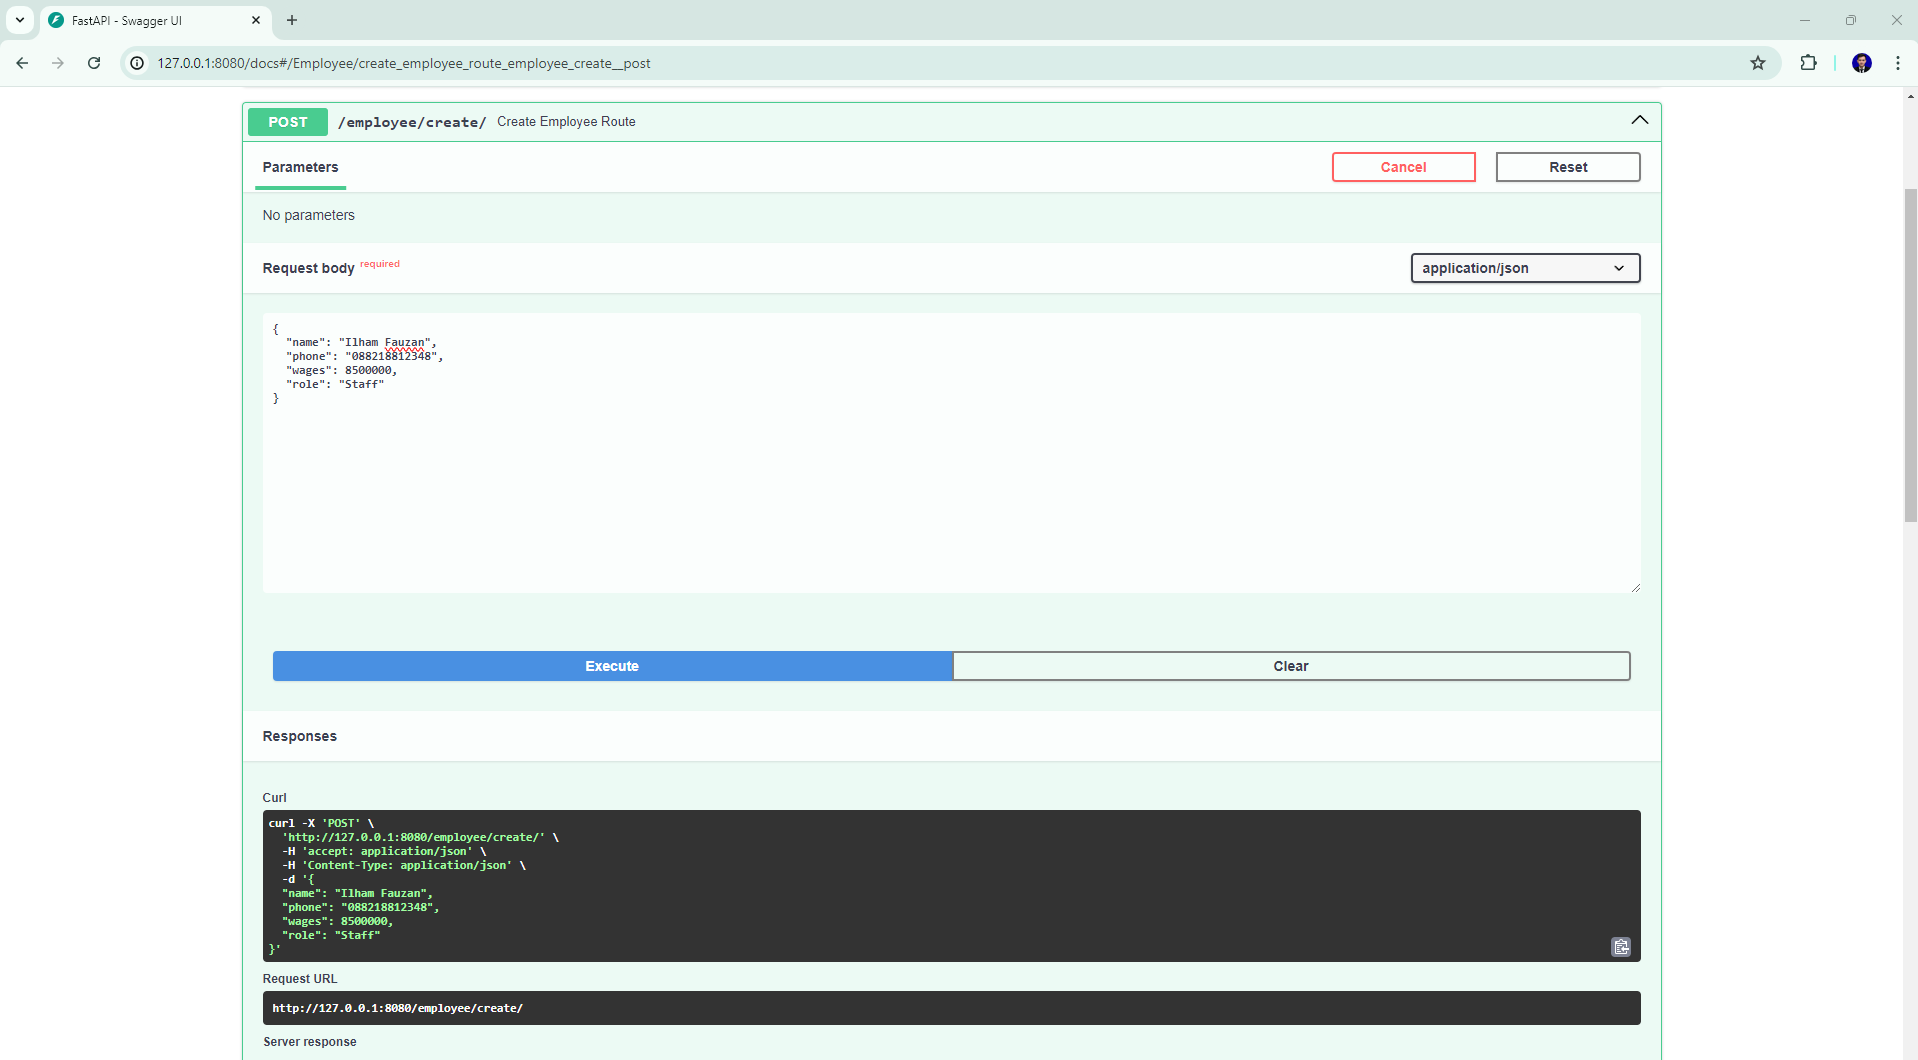 FastAPI - Swagger UI
127.0.0.1:8080/docs#/Employee/create_employee_route_employee_create__post
POST /employee/create/ Create Employee Route
Parameters
Cancel
Reset
No parameters
Request body required
application/json
{
  "name": "Ilham Fauzan",
  "phone": "088218812348",
  "wages": 8500000,
  "role": "Staff"
}
Execute
Clear
Responses
Curl
curl -X 'POST' \
  'http://127.0.0.1:8080/employee/create/' \
  -H 'accept: application/json' \
  -H 'Content-Type: application/json' \
  -d '{
  "name": "Ilham Fauzan",
  "phone": "088218812348",
  "wages": 8500000,
  "role": "Staff"
}'
Request URL
http://127.0.0.1:8080/employee/create/
Server response